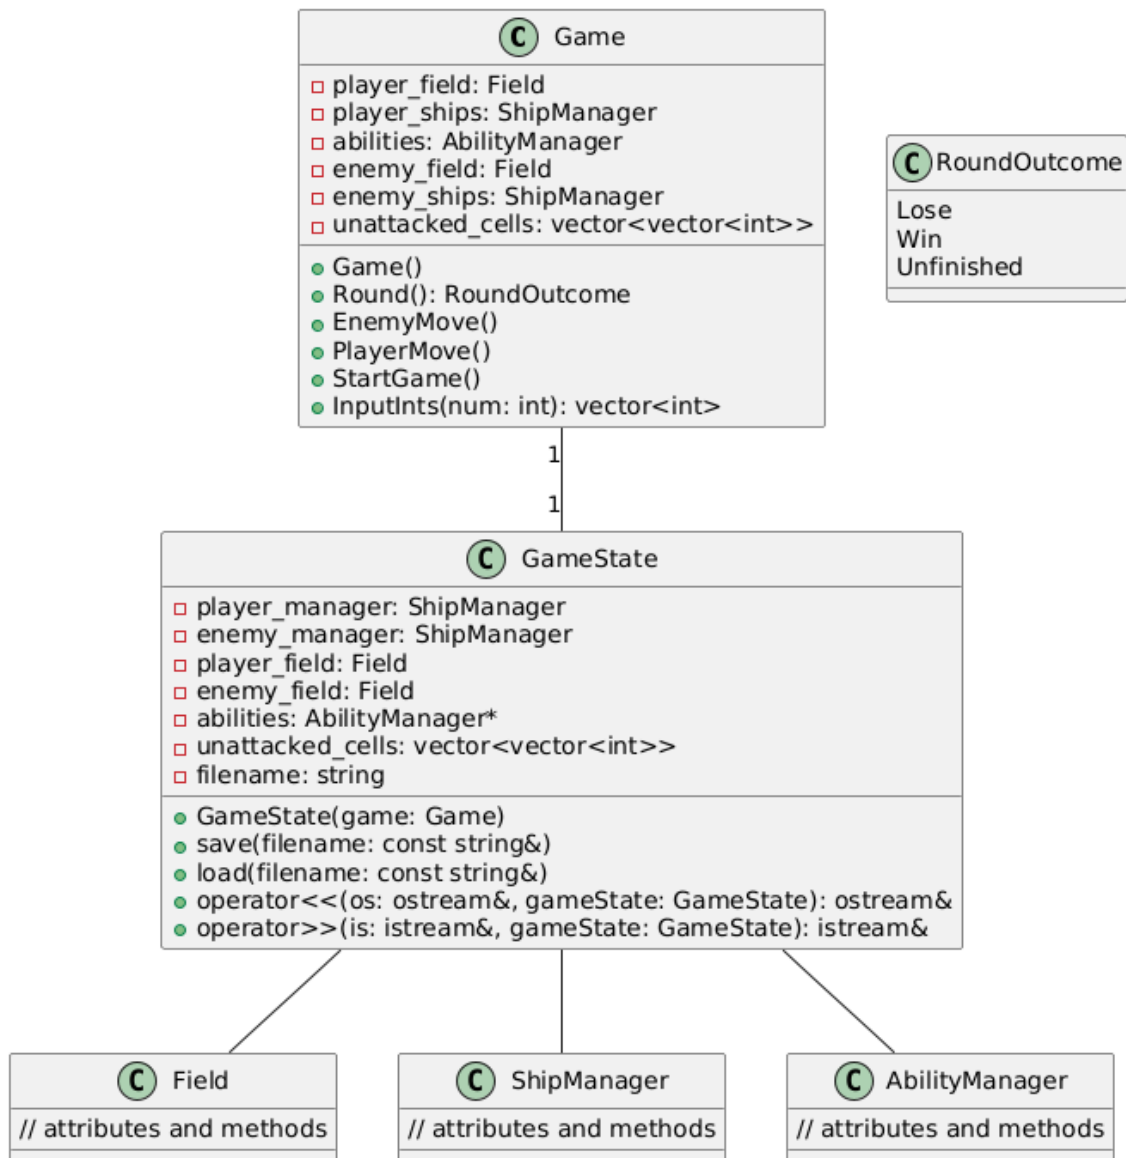 C Game
player_field: Field
player_ships: ShipManager
abilities: AbilityManager
enemy_field: Field
enemy_ships: ShipManager
unattacked_cells: vector<vector<int>>
Game()
Round(): RoundOutcome
EnemyMove()
PlayerMove()
StartGame()
InputInts(num: int): vector<int>
C RoundOutcome
Lose
Win
Unfinished
1
1
C GameState
player_manager: ShipManager
enemy_manager: ShipManager
player_field: Field
enemy_field: Field
abilities: AbilityManager*
unattacked_cells: vector<vector<int>>
filename: string
GameState(game: Game)
save(filename: const string&)
load(filename: const string&)
operator<<(os: ostream&, gameState: GameState): ostream&
operator>>(is: istream&, gameState: GameState): istream&
C Field
// attributes and methods
C ShipManager
// attributes and methods
C AbilityManager
// attributes and methods